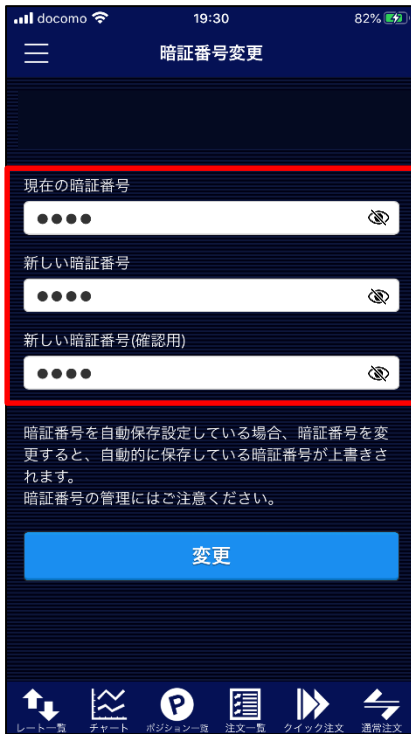 docomo 19:30 82%
暗証番号変更
現在の暗証番号
●●●●
新しい暗証番号
●●●●
新しい暗証番号(確認用)
●●●●
暗証番号を自動保存設定している場合、暗証番号を変
更すると、自動的に保存している暗証番号が上書きさ
れます。
暗証番号の管理にはご注意ください。
変更
P
レート一覧 チャート ポジション一覧 注文一覧 クイック注文 通常注文